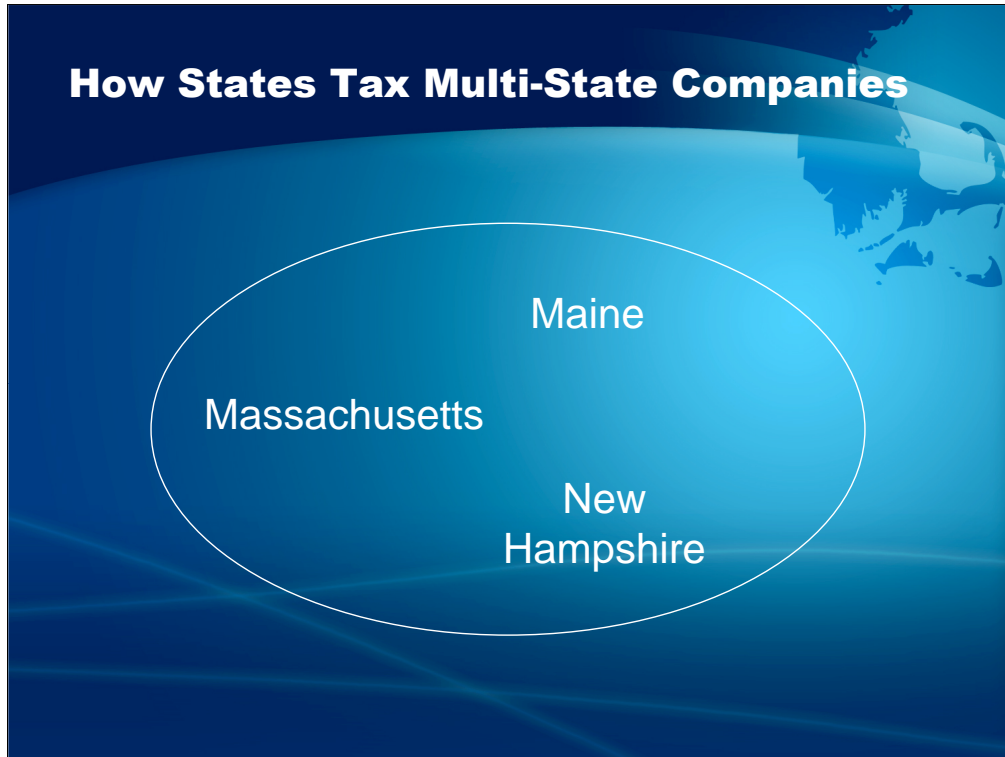 How States Tax Multi-State Companies
Maine
Massachusetts
New
Hampshire